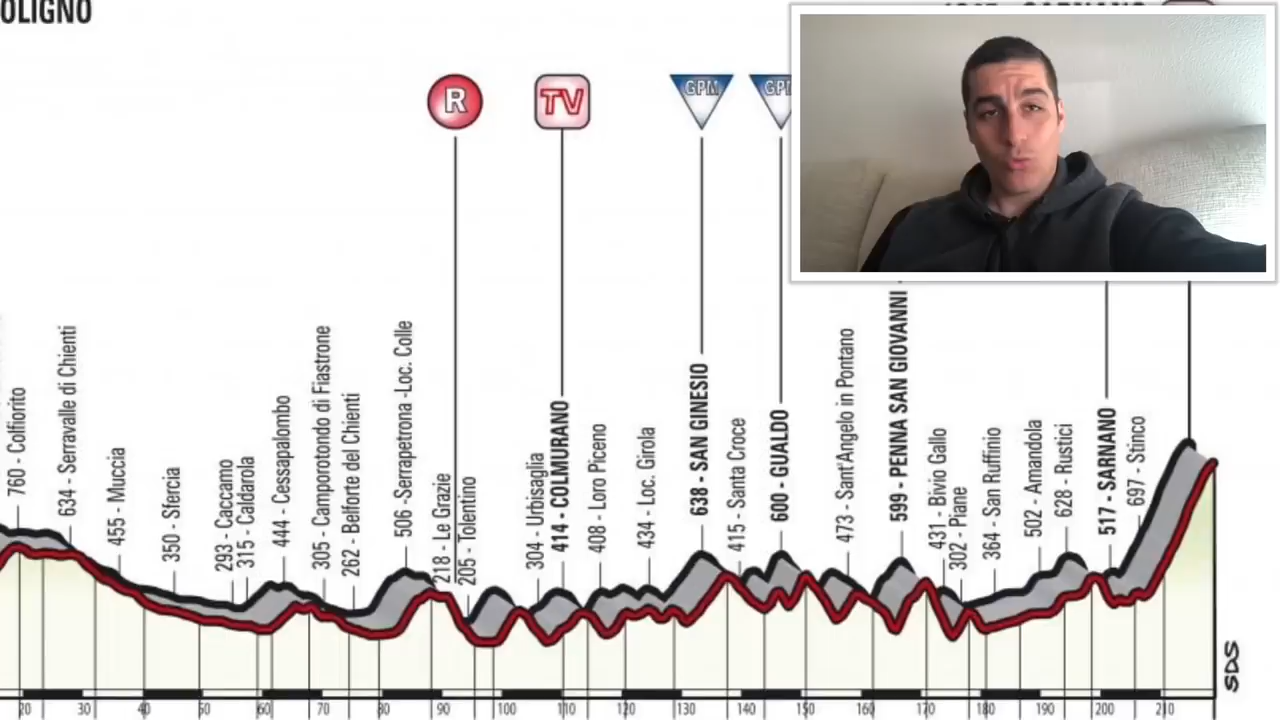 OLIGNO
R
TV
GPM
GPM
760 - Colfiorito
634 - Serravalle di Chienti
455 - Muccia
350 - Sfercia
293 - Caccamo
315 - Caldarola
444 - Cessapalombo
305 - Camporotondo di Fiastrone
262 - Belforte del Chienti
506 -Serrapetrona -Loc. Colle
218 - Le Grazie
205 - Tolentino
304 - Urbisaglia
414 - COLMURANO
408 - Loro Piceno
434 - Loc. Girola
638 - SAN GINESIO
415 - Santa Croce
600 - GUALDO
473 - Sant'Angelo in Pontano
599 - PENNA SAN GIOVANNI
431 - Bivio Gallo
302 - Piane
364 - San Ruffinio
502 - Amandola
628 - Rustici
517 - SARNANO
697 - Stinco
SDS
20 30 40 50 60 70 80 90 100 110 120 130 140 150 160 170 180 190 200 210